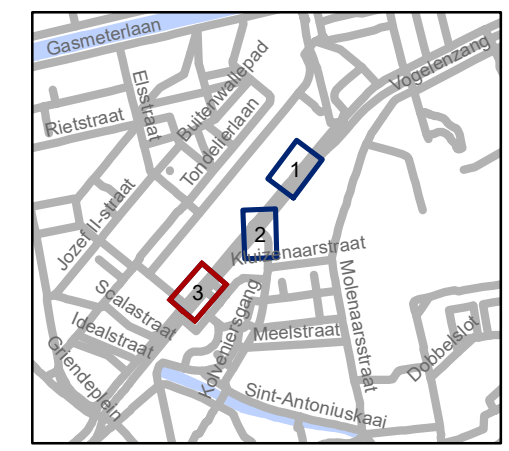 Gasmeterlaan
Vogelenzang
Elsstraat
Buitenwallepad
Rietstraat
Tondelierlaan
1
Jozef II-straat
2
Kluizenaarstraat
3
Scalastraat
Molenaarsstraat
Kolveniersgang
Idealstraat
Meelstraat
Dobbelslot
Griendeplein
Sint-Antoniuskaai